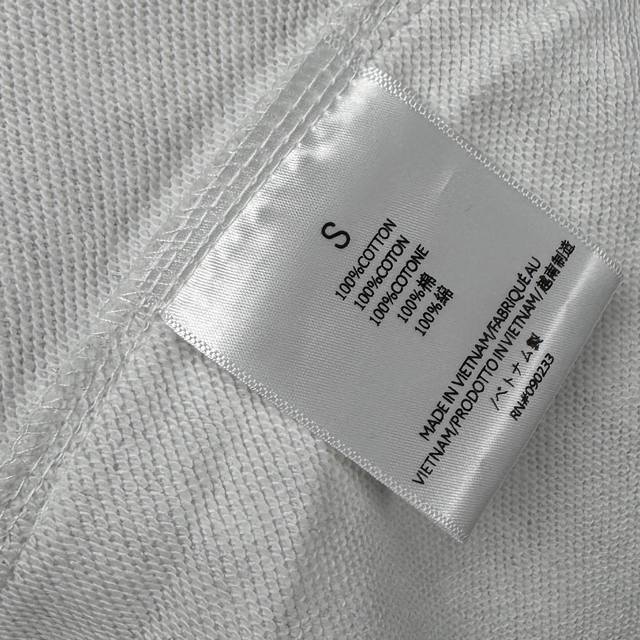 S
100%COTTON
100%COTON
100%COTONE
100%棉
100%綿
MADE IN VIETNAM/FABRIQUÉ AU
VIETNAM/PRODOTTO IN VIETNAM/越南制造
/ベトナム製
RN#090233